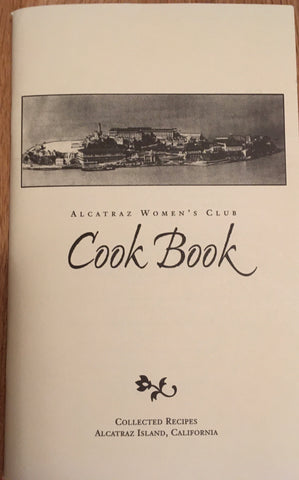 Alcatraz Women's Club
Cook Book
Collected Recipes
Alcatraz Island, California